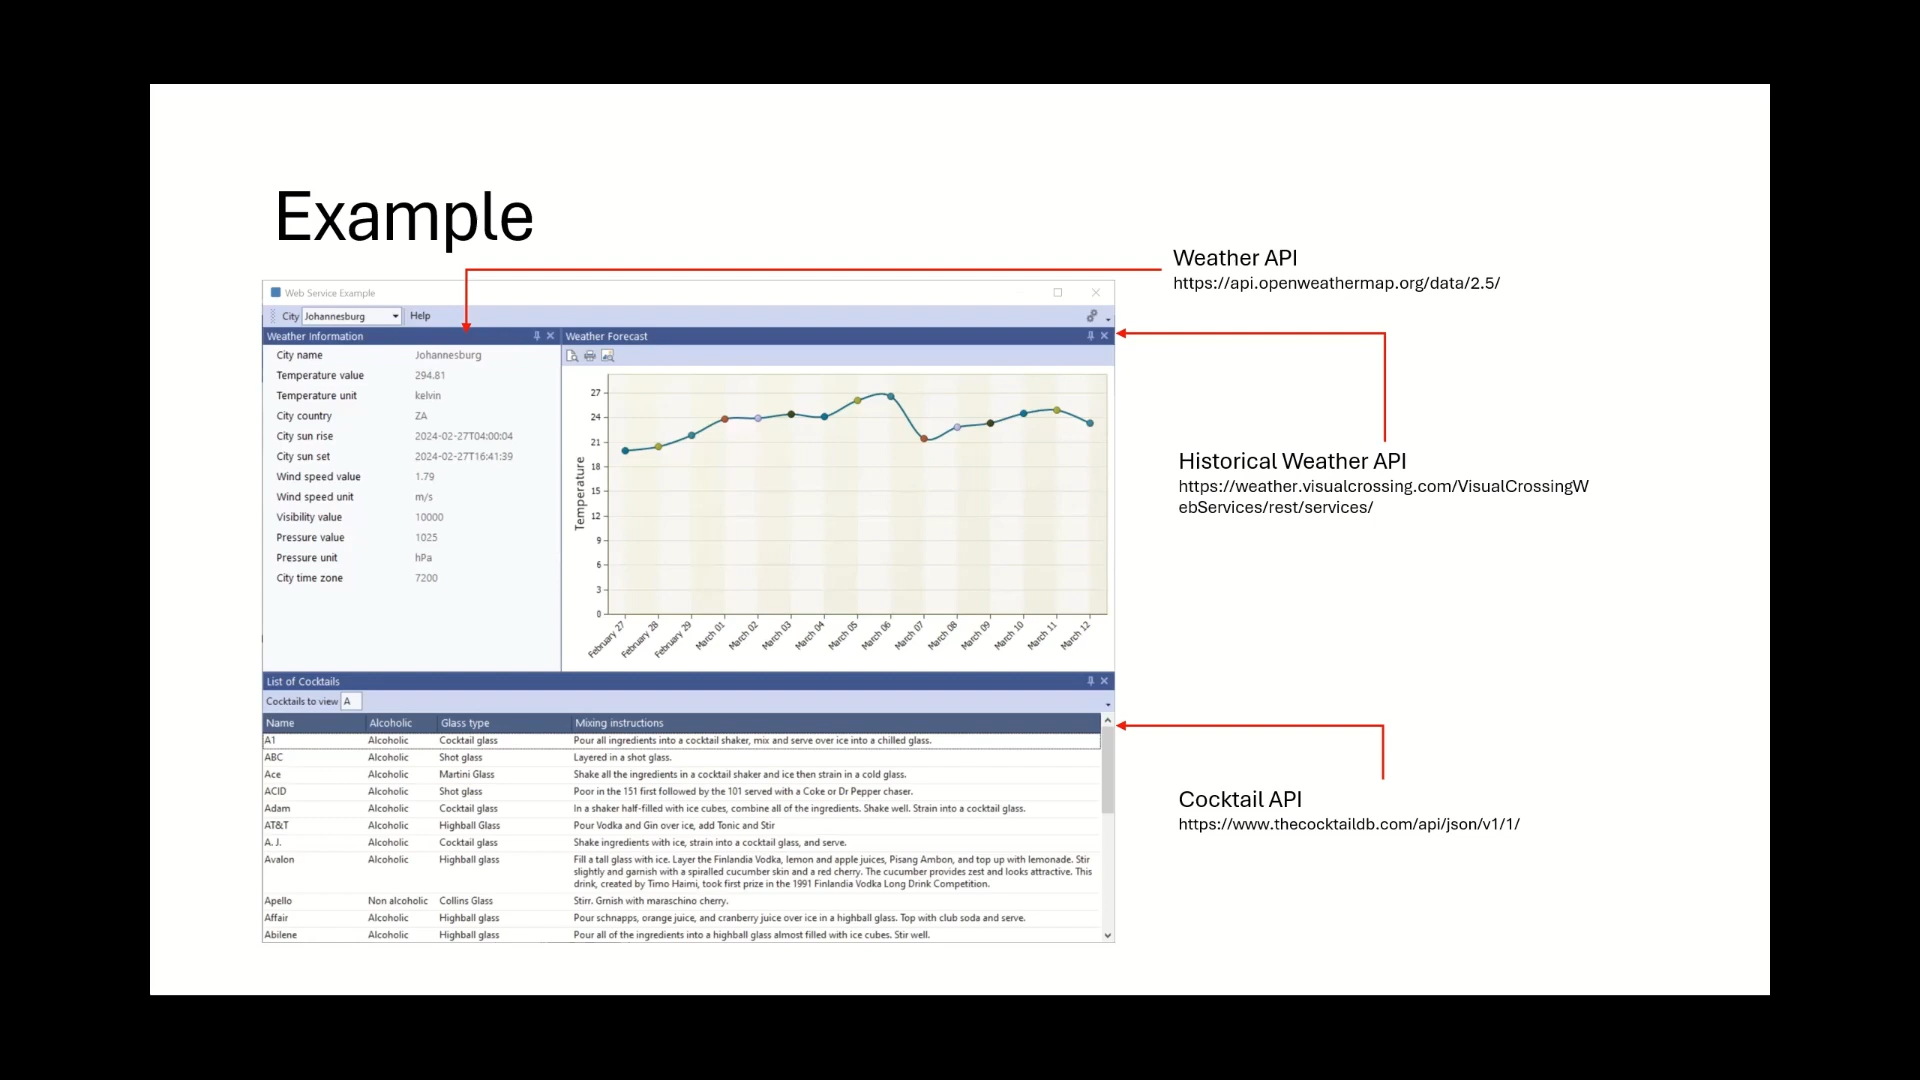 Example
Weather API
https://api.openweathermap.org/data/2.5/
Web Service Example
City Johannesburg Help
Weather Information
City name Johannesburg
Temperature value 294.81
Temperature unit kelvin
City country ZA
City sun rise 2024-02-27T04:00:04
City sun set 2024-02-27T16:41:39
Wind speed value 1.79
Wind speed unit m/s
Visibility value 10000
Pressure value 1025
Pressure unit hPa
City time zone 7200
Weather Forecast
Temperature
27
24
21
18
15
12
9
6
3
0
February 27
February 28
February 29
March 01
March 02
March 03
March 04
March 05
March 06
March 07
March 08
March 09
March 10
March 11
March 12
Historical Weather API
https://weather.visualcrossing.com/VisualCrossingW
ebServices/rest/services/
List of Cocktails
Cocktails to view A
Name Alcoholic Glass type Mixing instructions
A1 Alcoholic Cocktail glass Pour all ingredients into a cocktail shaker, mix and serve over ice into a chilled glass.
ABC Alcoholic Shot glass Layered in a shot glass.
Ace Alcoholic Martini Glass Shake all the ingredients in a cocktail shaker and ice then strain in a cold glass.
ACID Alcoholic Shot glass Poor in the 151 first followed by the 101 served with a Coke or Dr Pepper chaser.
Adam Alcoholic Cocktail glass In a shaker half-filled with ice cubes, combine all of the ingredients. Shake well. Strain into a cocktail glass.
AT&T Alcoholic Highball Glass Pour Vodka and Gin over ice, add Tonic and Stir
A. J. Alcoholic Cocktail glass Shake ingredients with ice, strain into a cocktail glass, and serve.
Avalon Alcoholic Highball glass Fill a tall glass with ice. Layer the Finlandia Vodka, lemon and apple juices, Pisang Ambon, and top up with lemonade. Stir
slightly and garnish with a spiralled cucumber skin and a red cherry. The cucumber provides zest and looks attractive. This
drink, created by Timo Haimi, took first prize in the 1991 Finlandia Vodka Long Drink Competition.
Apello Non alcoholic Collins Glass Stirr. Grnish with maraschino cherry.
Affair Alcoholic Highball glass Pour schnapps, orange juice, and cranberry juice over ice in a highball glass. Top with club soda and serve.
Abilene Alcoholic Highball glass Pour all of the ingredients into a highball glass almost filled with ice cubes. Stir well.
Cocktail API
https://www.thecocktaildb.com/api/json/v1/1/